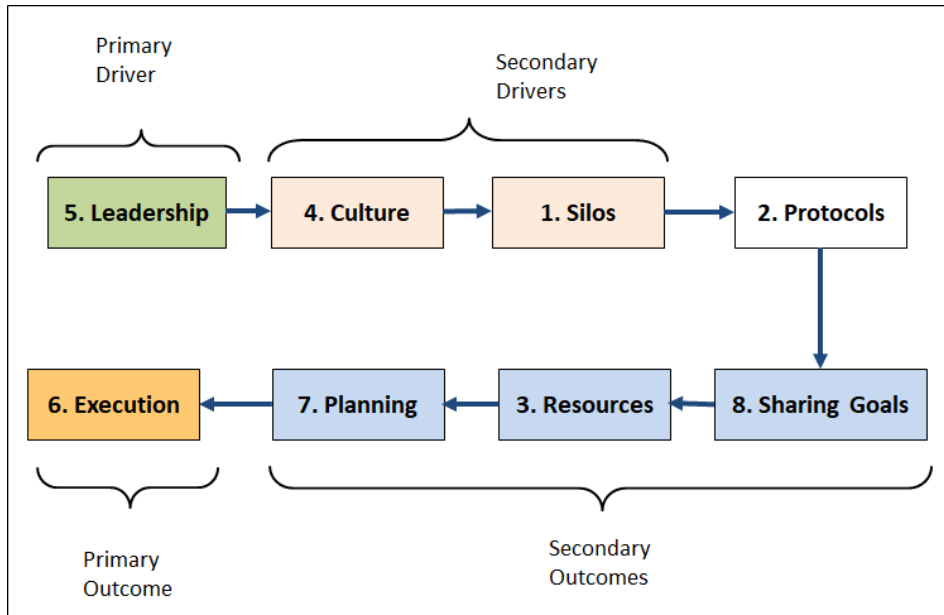 Primary
Driver
Secondary
Drivers
5. Leadership
4. Culture
1. Silos
2. Protocols
6. Execution
7. Planning
3. Resources
8. Sharing Goals
Primary
Outcome
Secondary
Outcomes